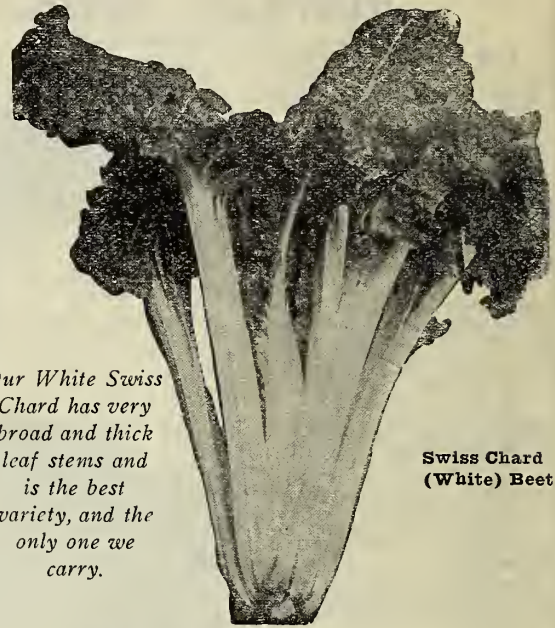 ur White Swiss
Chard has very
broad and thick
leaf stems and
is the best
variety, and the
only one we
carry.
Swiss Chard
(White) Beet